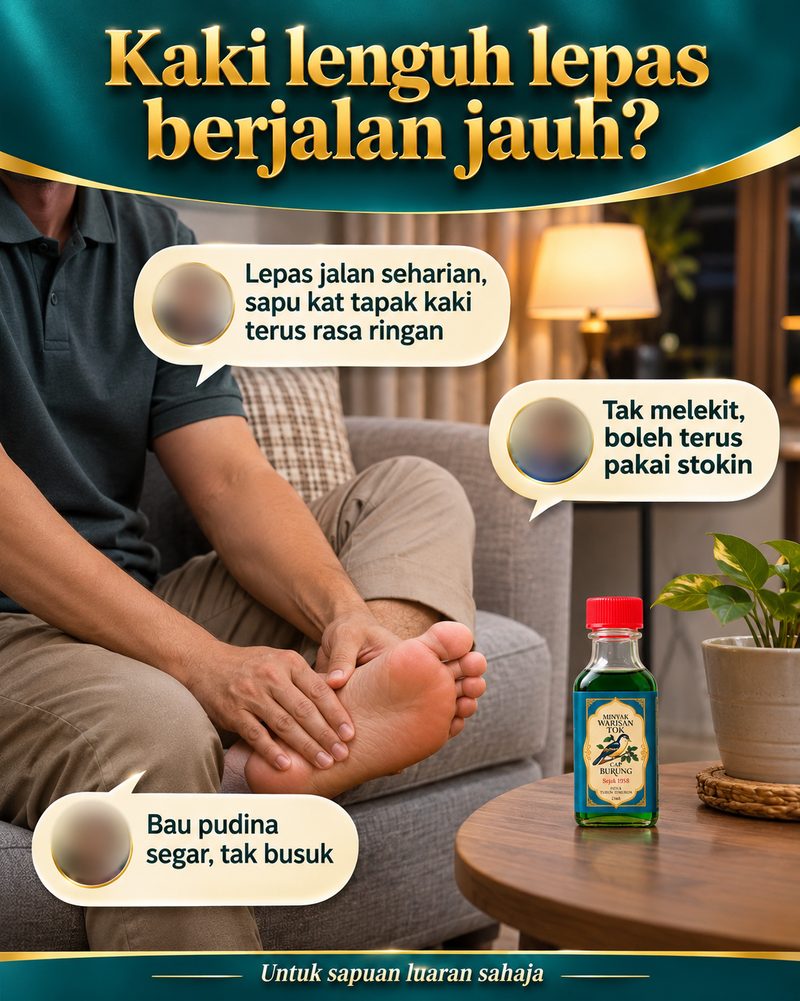 Kaki lenguh lepas
berjalan jauh?
Lepas jalan seharian,
sapu kat tapak kaki
terus rasa ringan
Tak melekit,
boleh terus
pakai stokin
MINYAK
WARISAN
TOK
CAP
BURUNG
Sejak 1958
Bau pudina
segar, tak busuk
Untuk sapuan luaran sahaja